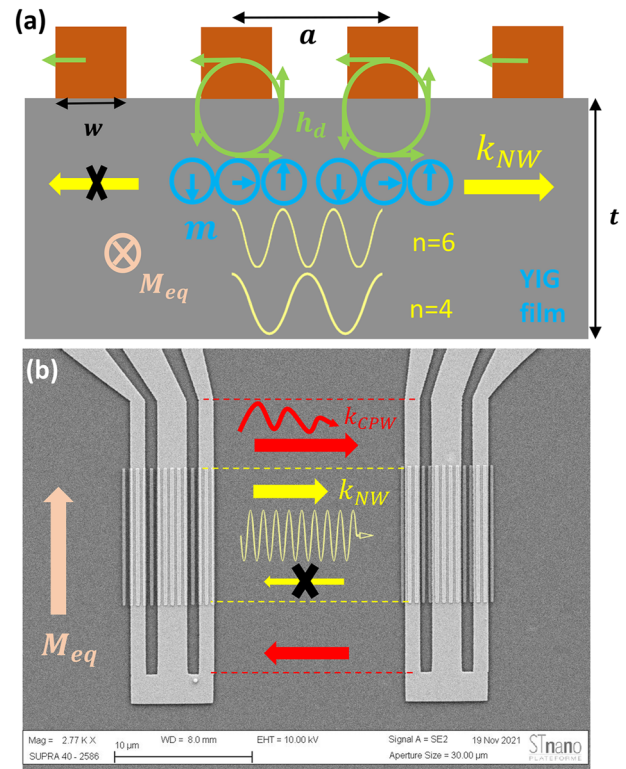 (a)
a
w
h_d
k_NW
m
t
n=6
M_eq
YIG
film
n=4
(b)
k_CPW
k_NW
M_eq
Mag = 2.77 K X
WD = 8.0 mm
EHT = 10.00 kV
Signal A = SE2
19 Nov 2021
STnano
SUPRA 40 - 2586
10 µm
Aperture Size = 30.00 µm
PLATEFORME